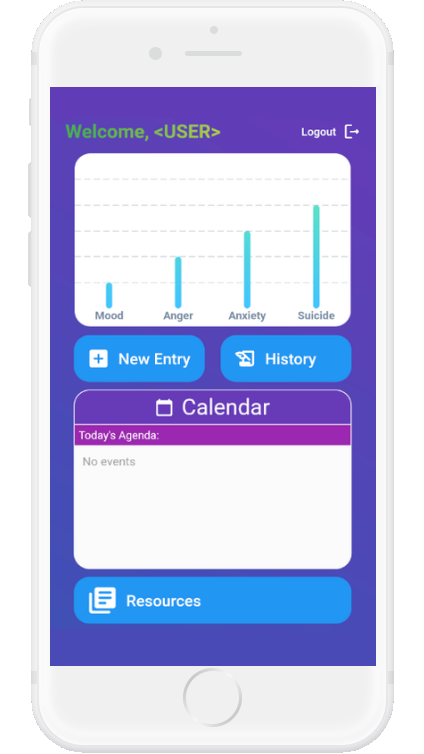 Welcome, <USER>
Logout
Mood Anger Anxiety Suicide
New Entry
History
Calendar
Today's Agenda:
No events
Resources